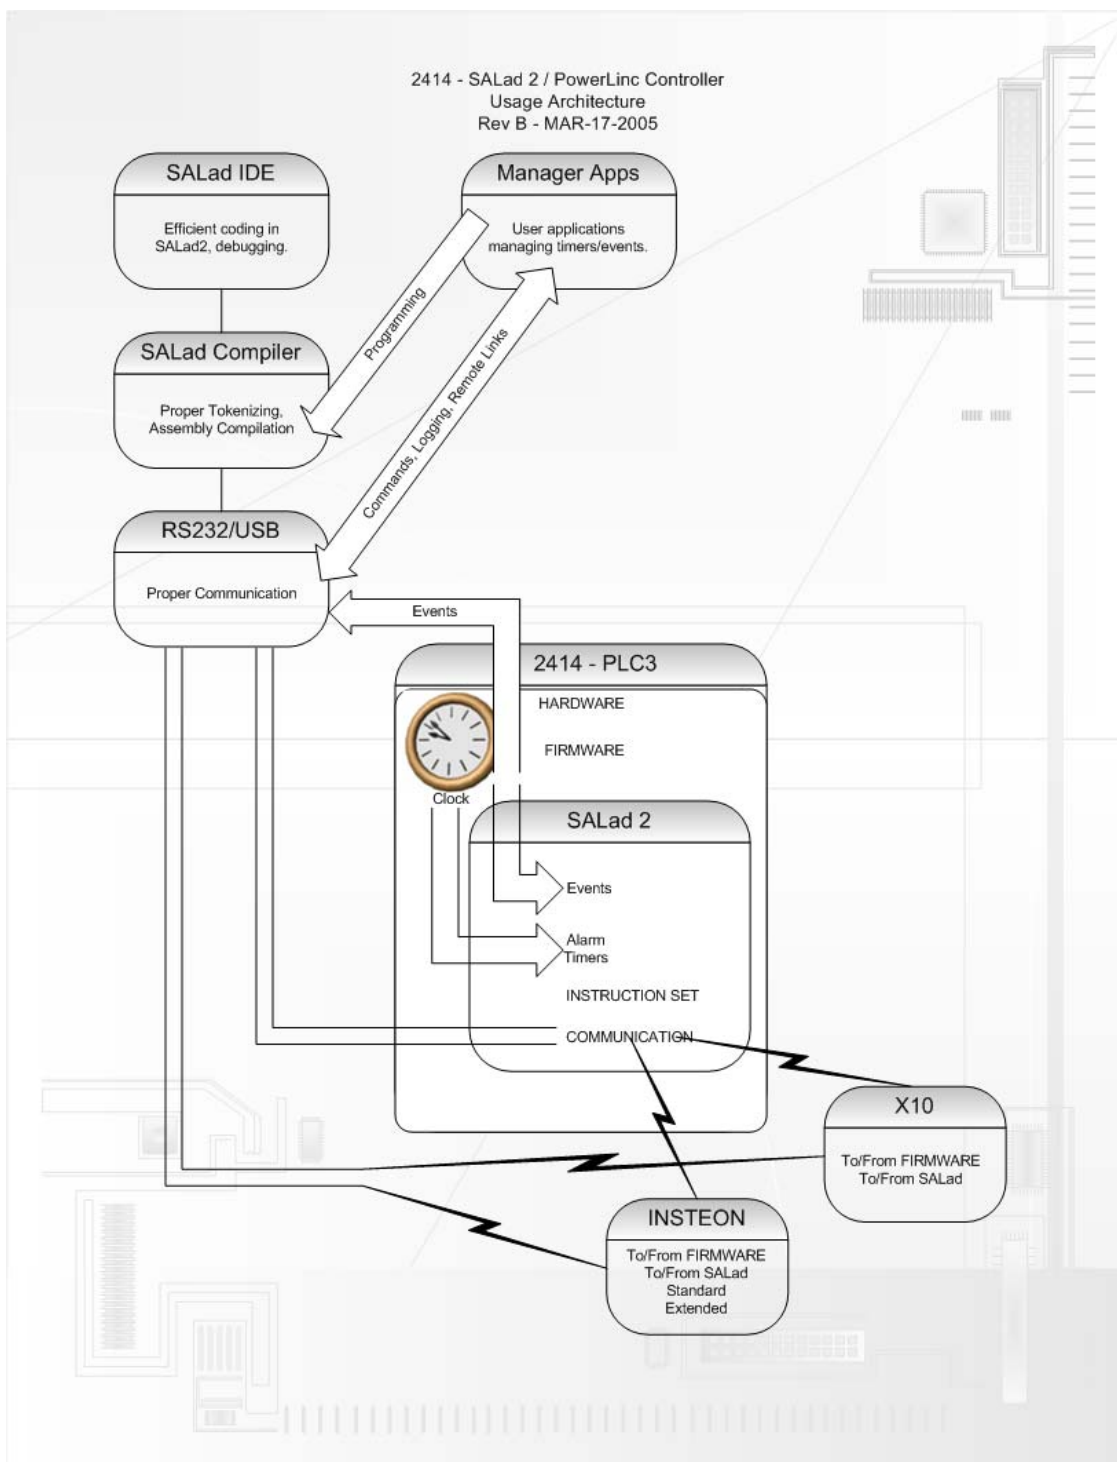 2414 - SALad 2 / PowerLinc Controller
Usage Architecture
Rev B - MAR-17-2005
SALad IDE
Efficient coding in
SALad2, debugging.
Manager Apps
User applications
managing timers/events.
Programming
SALad Compiler
Proper Tokenizing,
Assembly Compilation
Commands, Logging, Remote Links
RS232/USB
Proper Communication
Events
2414 - PLC3
HARDWARE
FIRMWARE
Clock
SALad 2
Events
Alarm
Timers
INSTRUCTION SET
COMMUNICATION
X10
To/From FIRMWARE
To/From SALad
INSTEON
To/From FIRMWARE
To/From SALad
Standard
Extended